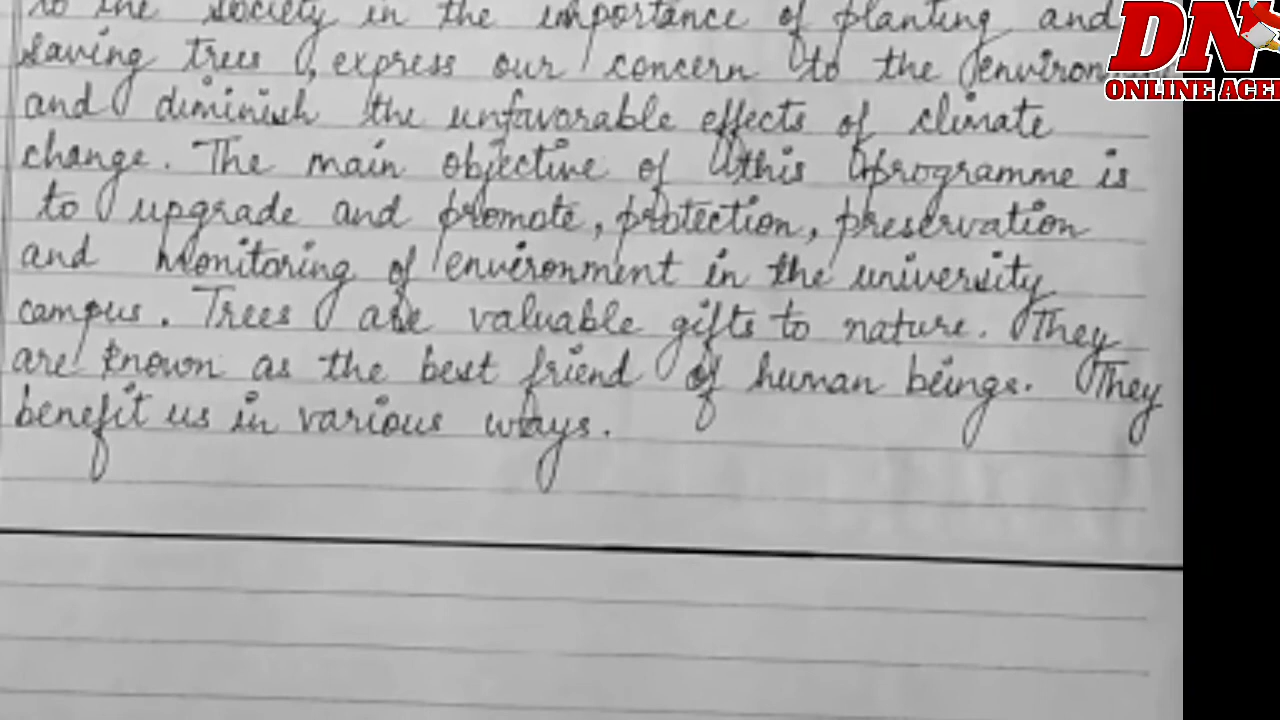 to the society in the importance of planting and
saving trees, express our concern to the environment
and diminish the unfavorable effects of climate
change. The main objective of this programme is
to upgrade and promote, protection, preservation
and monitoring of environment in the university
campus. Trees are valuable gifts to nature. They
are known as the best friend of human beings. They
benefit us in various ways.
DN
ONLINE ACE